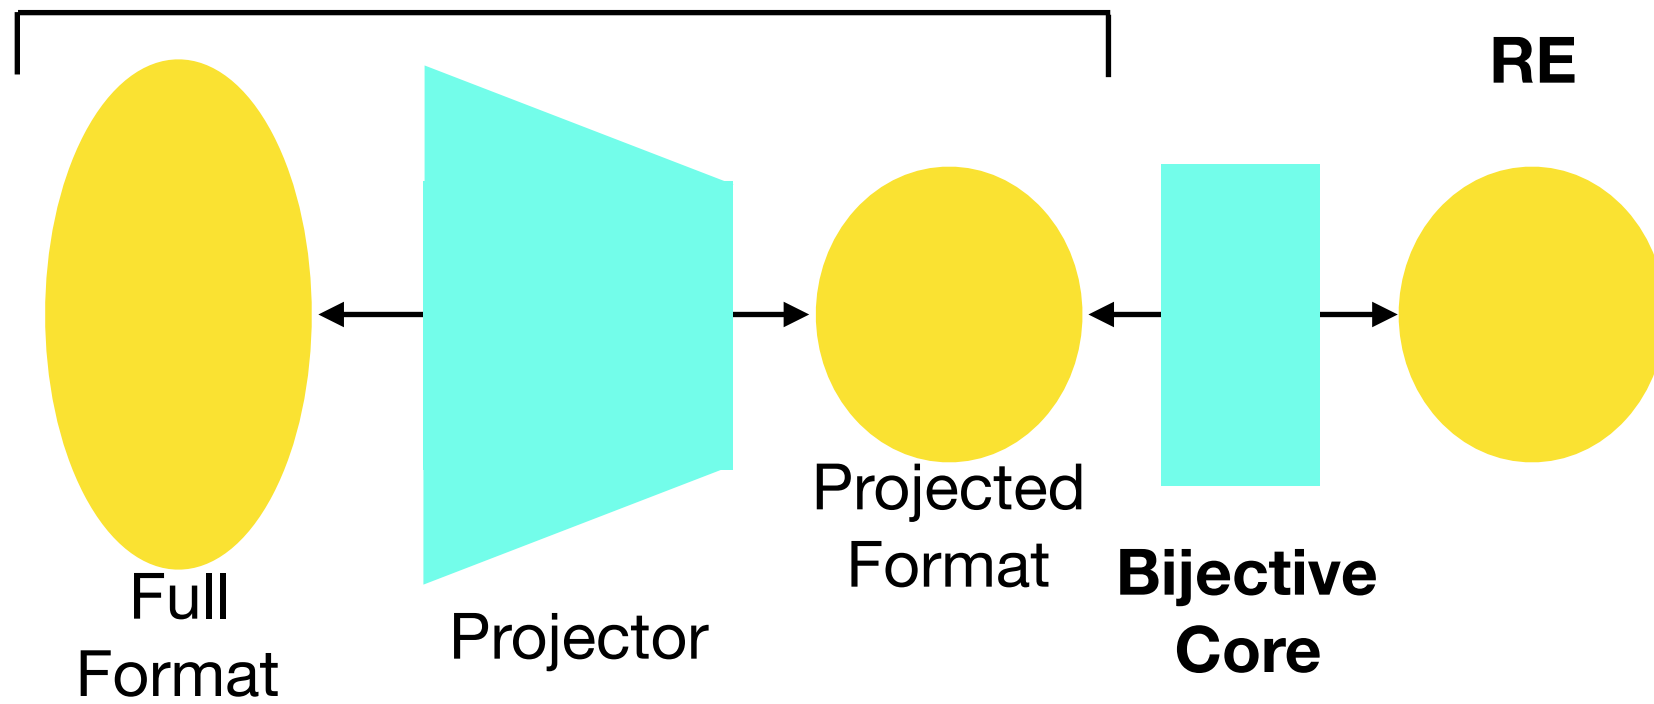 RE
Full
Format
Projector
Projected
Format
Bijective
Core